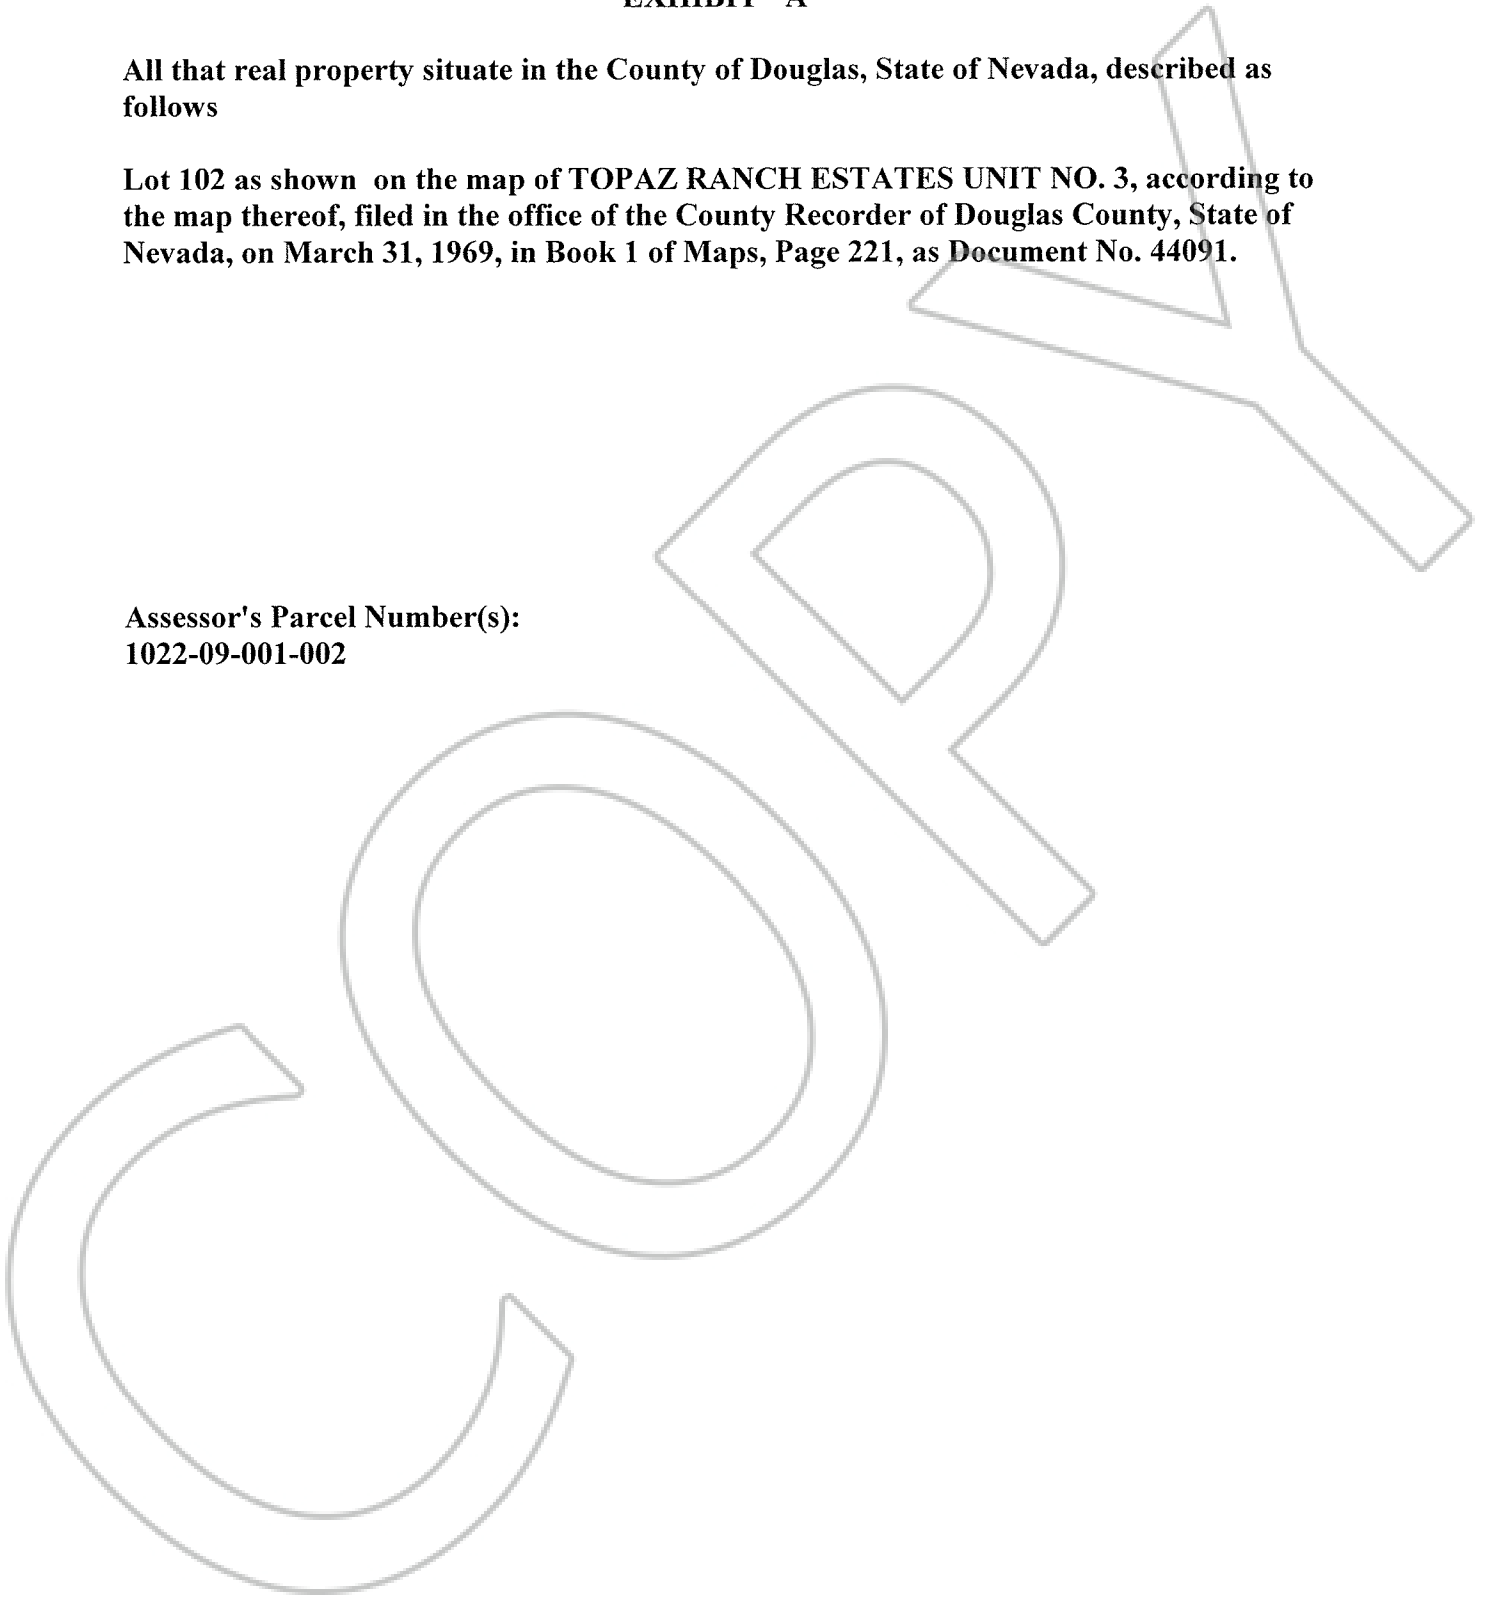 EXHIBIT "A"
All that real property situate in the County of Douglas, State of Nevada, described as
follows
Lot 102 as shown on the map of TOPAZ RANCH ESTATES UNIT NO. 3, according to
the map thereof, filed in the office of the County Recorder of Douglas County, State of
Nevada, on March 31, 1969, in Book 1 of Maps, Page 221, as Document No. 44091.
Assessor's Parcel Number(s):
1022-09-001-002
COPY